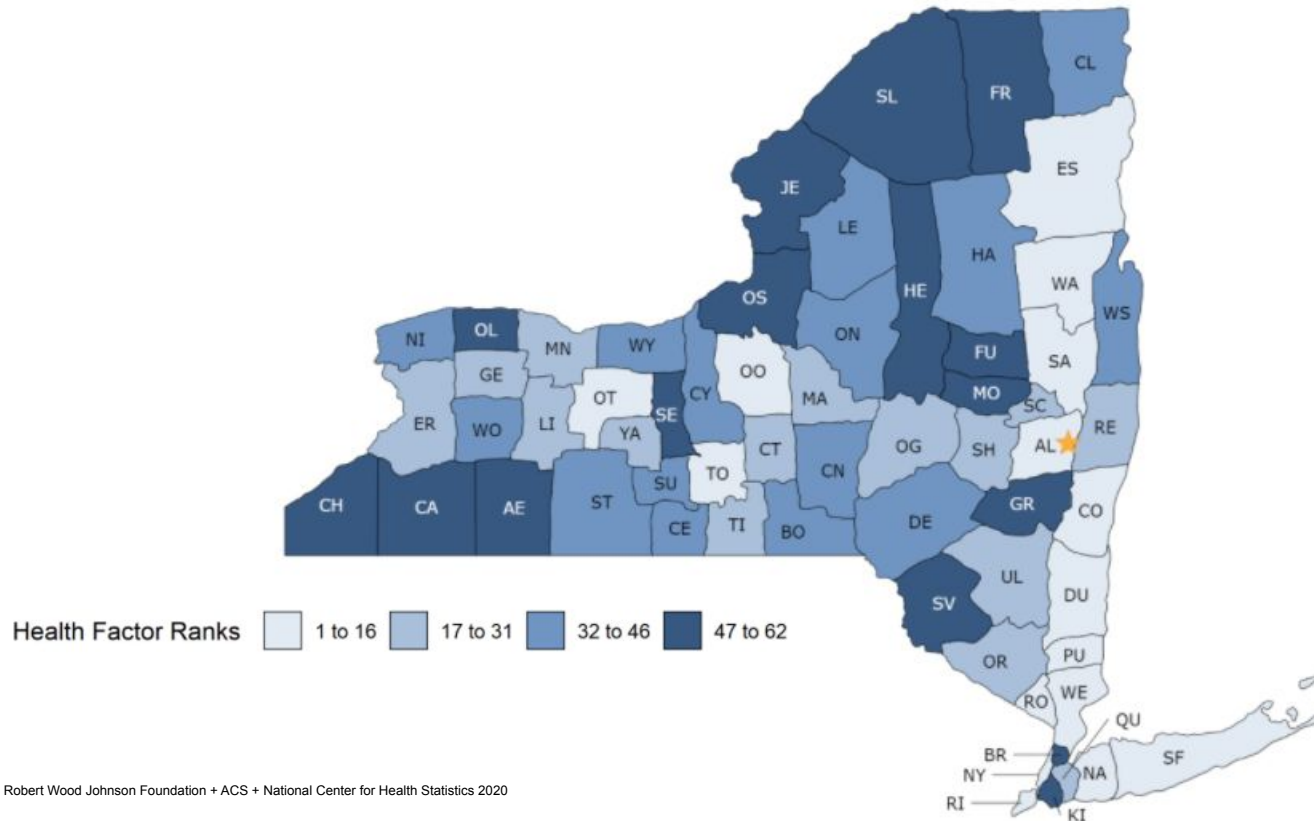 CL
SL
FR
ES
JE
LE
HA
WA
OS
HE
WS
ON
NI
OL
MN
WY
FU
SA
OO
GE
CY
MO
MA
OT
SC
SE
ER
WO
LI
YA
RE
AL
CT
OG
SH
TO
CN
SU
CH
CA
AE
ST
GR
CO
DE
CE
TI
BO
UL
DU
SV
Health Factor Ranks
1 to 16
17 to 31
32 to 46
47 to 62
PU
OR
WE
RO
QU
BR
SF
NY
NA
RI
KI
Robert Wood Johnson Foundation + ACS + National Center for Health Statistics 2020